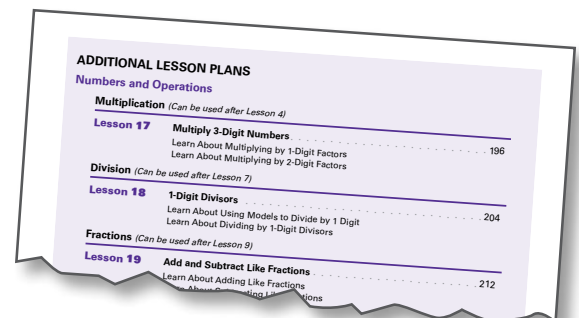 ADDITIONAL LESSON PLANS
Numbers and Operations
Multiplication (Can be used after Lesson 4)
Lesson 17 Multiply 3-Digit Numbers . . . . . . . . . . . . . . . . . . . . . . . . . . . . 196
Learn About Multiplying by 1-Digit Factors
Learn About Multiplying by 2-Digit Factors
Division (Can be used after Lesson 7)
Lesson 18 1-Digit Divisors . . . . . . . . . . . . . . . . . . . . . . . . . . . . . . . . . . 204
Learn About Using Models to Divide by 1 Digit
Learn About Dividing by 1-Digit Divisors
Fractions (Can be used after Lesson 9)
Lesson 19 Add and Subtract Like Fractions . . . . . . . . . . . . . . . . . . . . . . . . 212
Learn About Adding Like Fractions